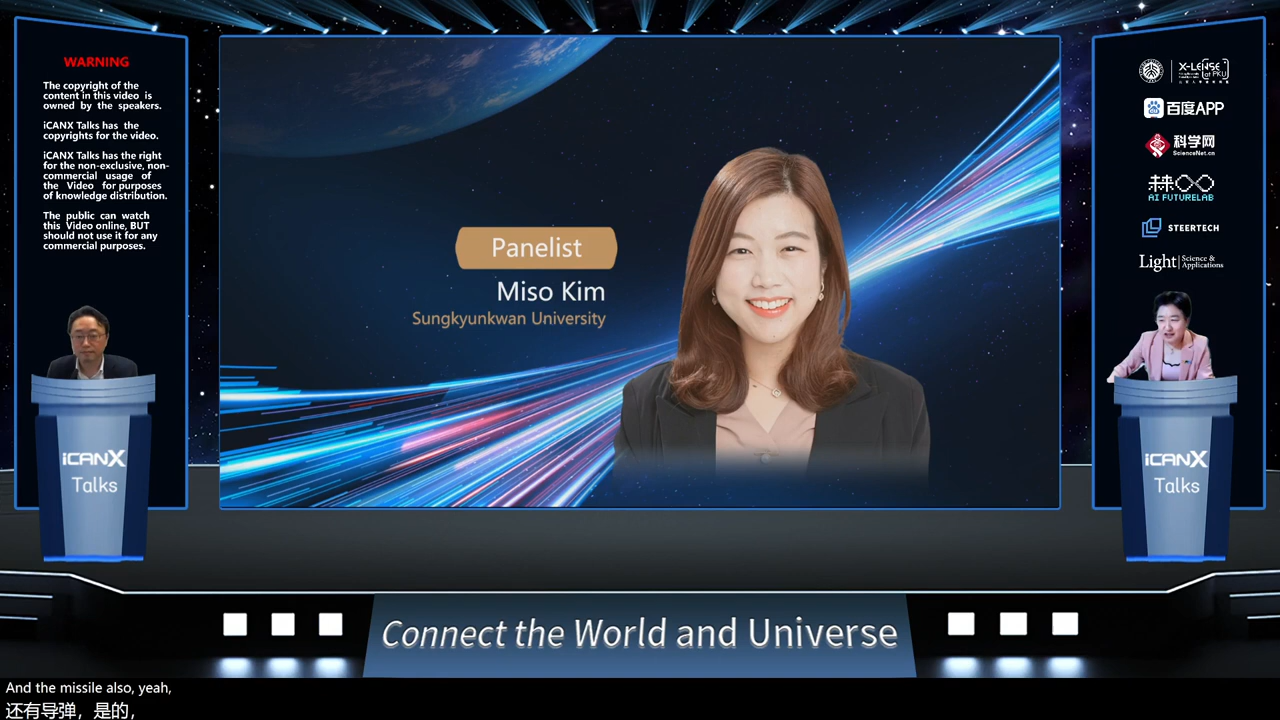 WARNING
The copyright of the
content in this video is
owned by the speakers.
iCANX Talks has the
copyrights for the video.
iCANX Talks has the right
for the non-exclusive, non-
commercial usage of
the Video for purposes
of knowledge distribution.
The public can watch
this Video online, BUT
should not use it for any
commercial purposes.
Panelist
Miso Kim
Sungkyunkwan University
X-LENSE
at PKU
百度APP
科学网
ScienceNet.cn
未来
AI FUTURELAB
STEERTECH
Light Science &
Applications
iCANX
Talks
iCANX
Talks
Connect the World and Universe
And the missile also, yeah,
还有导弹，是的，